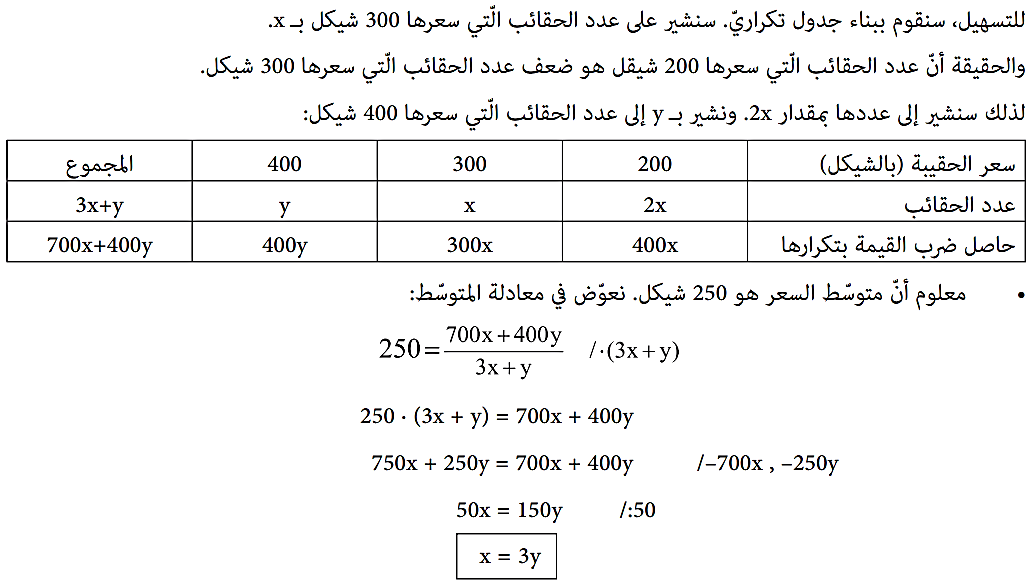 للتسهيل، سنقوم ببناء جدول تكراريّ. سنشير على عدد الحقائب الّتي سعرها 300 شيكل بـ x.
والحقيقة أنّ عدد الحقائب الّتي سعرها 200 شيقل هو ضعف عدد الحقائب الّتي سعرها 300 شيكل.
لذلك سنشير إلى عددها بمقدار 2x. ونشير بـ y إلى عدد الحقائب الّتي سعرها 400 شيكل:
سعر الحقيبة (بالشيكل) 200 300 400 المجموع
عدد الحقائب 2x x y 3x+y
حاصل ضرب القيمة بتكرارها 400x 300x 400y 700x+400y
• معلوم أنّ متوسّط السعر هو 250 شيكل. نعوّض في معادلة المتوسّط:
250 = (700x + 400y) / (3x + y) /·(3x + y)
250 · (3x + y) = 700x + 400y
750x + 250y = 700x + 400y /–700x , –250y
50x = 150y /:50
x = 3y